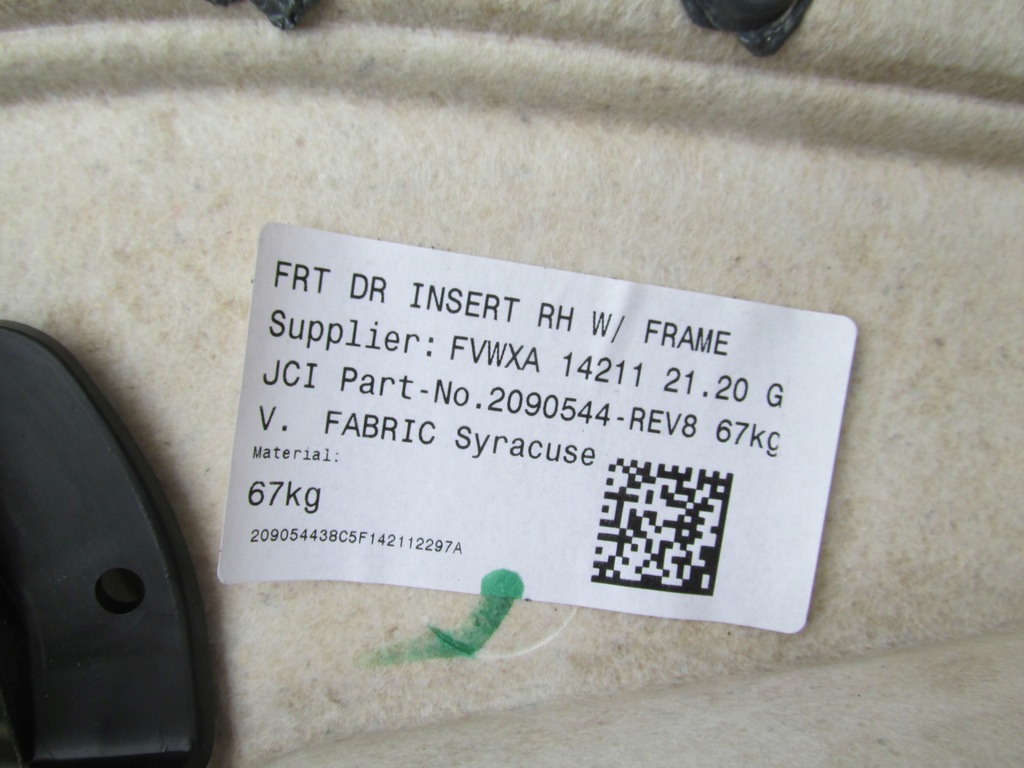 FRT DR INSERT RH W/ FRAME
Supplier: FVWXA 14211 21.20 G
JCI Part-No.2090544-REV8 67kg
V. FABRIC Syracuse
Material:
67kg
209054438C5F142112297A